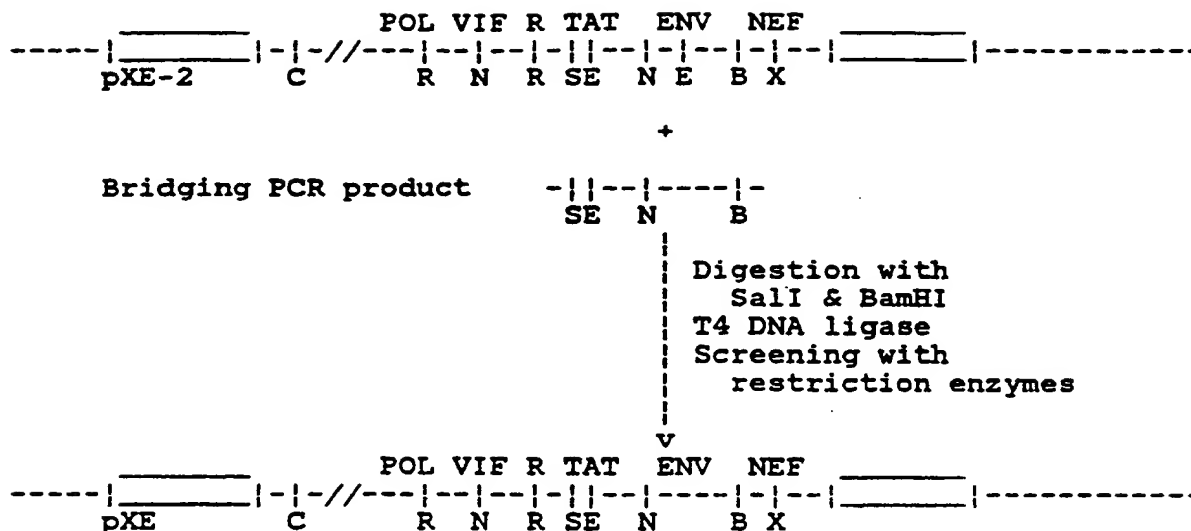 POL VIF R TAT ENV NEF
pXE-2 C R N R SE N E B X
+
Bridging PCR product
SE N B
Digestion with
SalI & BamHI
T4 DNA ligase
Screening with
restriction enzymes
v
POL VIF R TAT ENV NEF
pXE C R N R SE N B X